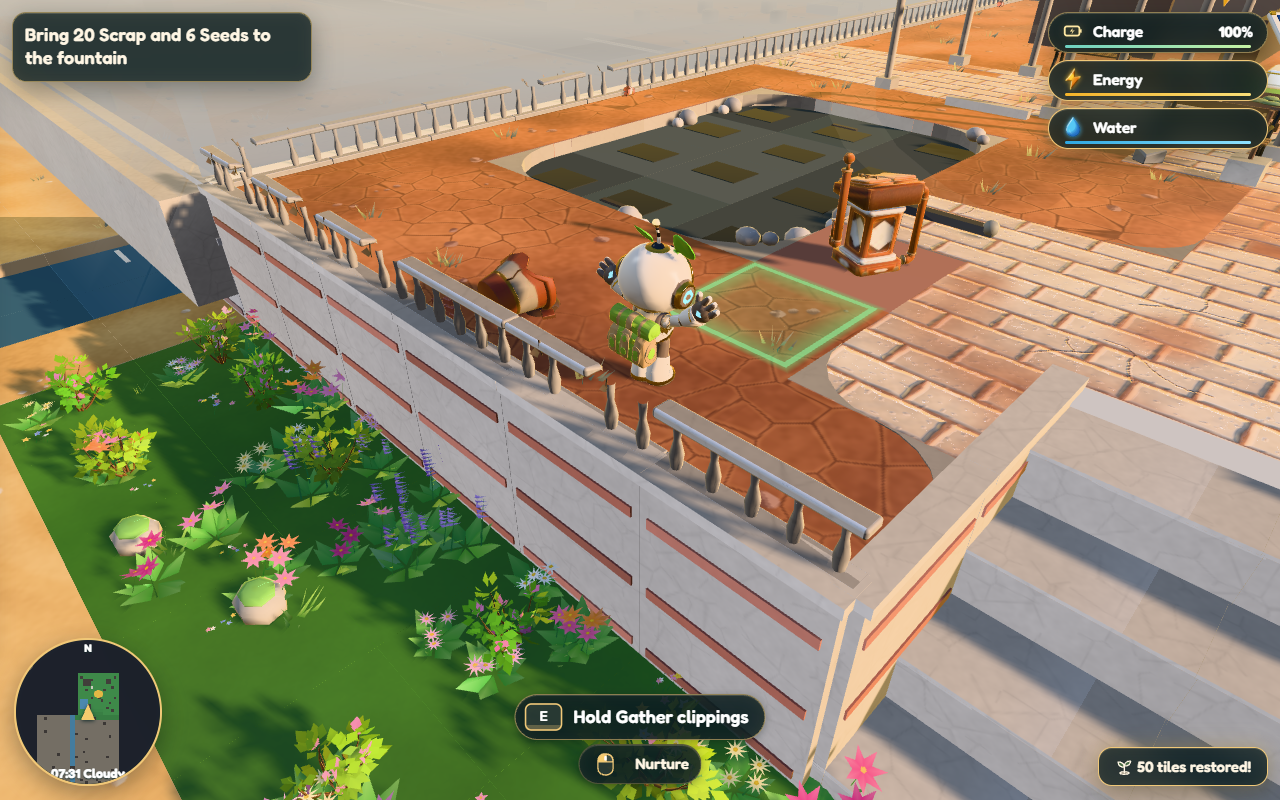 Bring 20 Scrap and 6 Seeds to
the fountain
Charge 100%
Energy
Water
N
07:31 Cloudy
E Hold Gather clippings
Nurture
50 tiles restored!